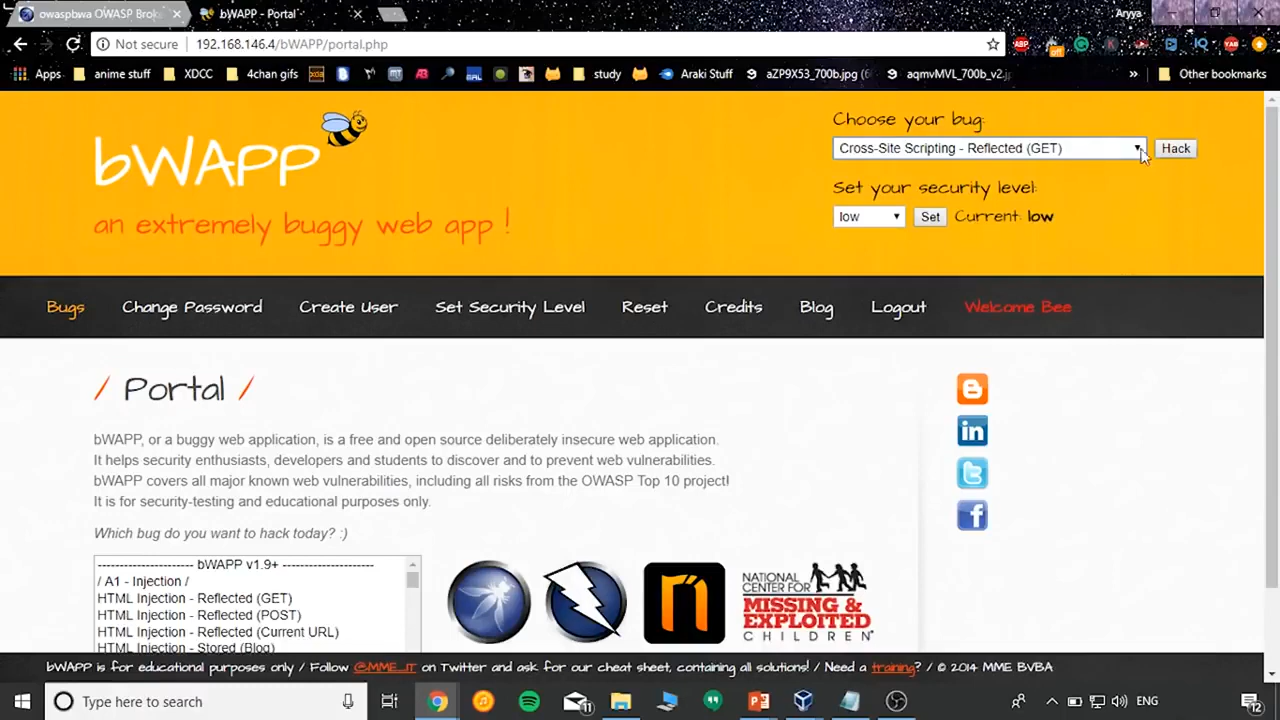 owaspbwa OWASP Brok
bWAPP - Portal
Aryya
Not secure
192.168.146.4/bWAPP/portal.php
Apps
anime stuff
XDCC
4chan gifs
study
Araki Stuff
aZP9X53_700b.jpg (6
aqmvMVL_700b_v2.j
Other bookmarks
bWAPP
an extremely buggy web app !
Choose your bug:
Cross-Site Scripting - Reflected (GET)
Hack
Set your security level:
low
Set
Current: low
Bugs
Change Password
Create User
Set Security Level
Reset
Credits
Blog
Logout
Welcome Bee
/ Portal /
bWAPP, or a buggy web application, is a free and open source deliberately insecure web application.
It helps security enthusiasts, developers and students to discover and to prevent web vulnerabilities.
bWAPP covers all major known web vulnerabilities, including all risks from the OWASP Top 10 project!
It is for security-testing and educational purposes only.
Which bug do you want to hack today? :)
--------------------- bWAPP v1.9+ ---------------------
/ A1 - Injection /
HTML Injection - Reflected (GET)
HTML Injection - Reflected (POST)
HTML Injection - Reflected (Current URL)
HTML Injection - Stored (Blog)
NATIONAL
CENTER FOR
MISSING &
EXPLOITED
CHILDREN
bWAPP is for educational purposes only / Follow @MME_IT on Twitter and ask for our cheat sheet, containing all solutions! / Need a training? / © 2014 MME BVBA
Type here to search
11
ENG
12